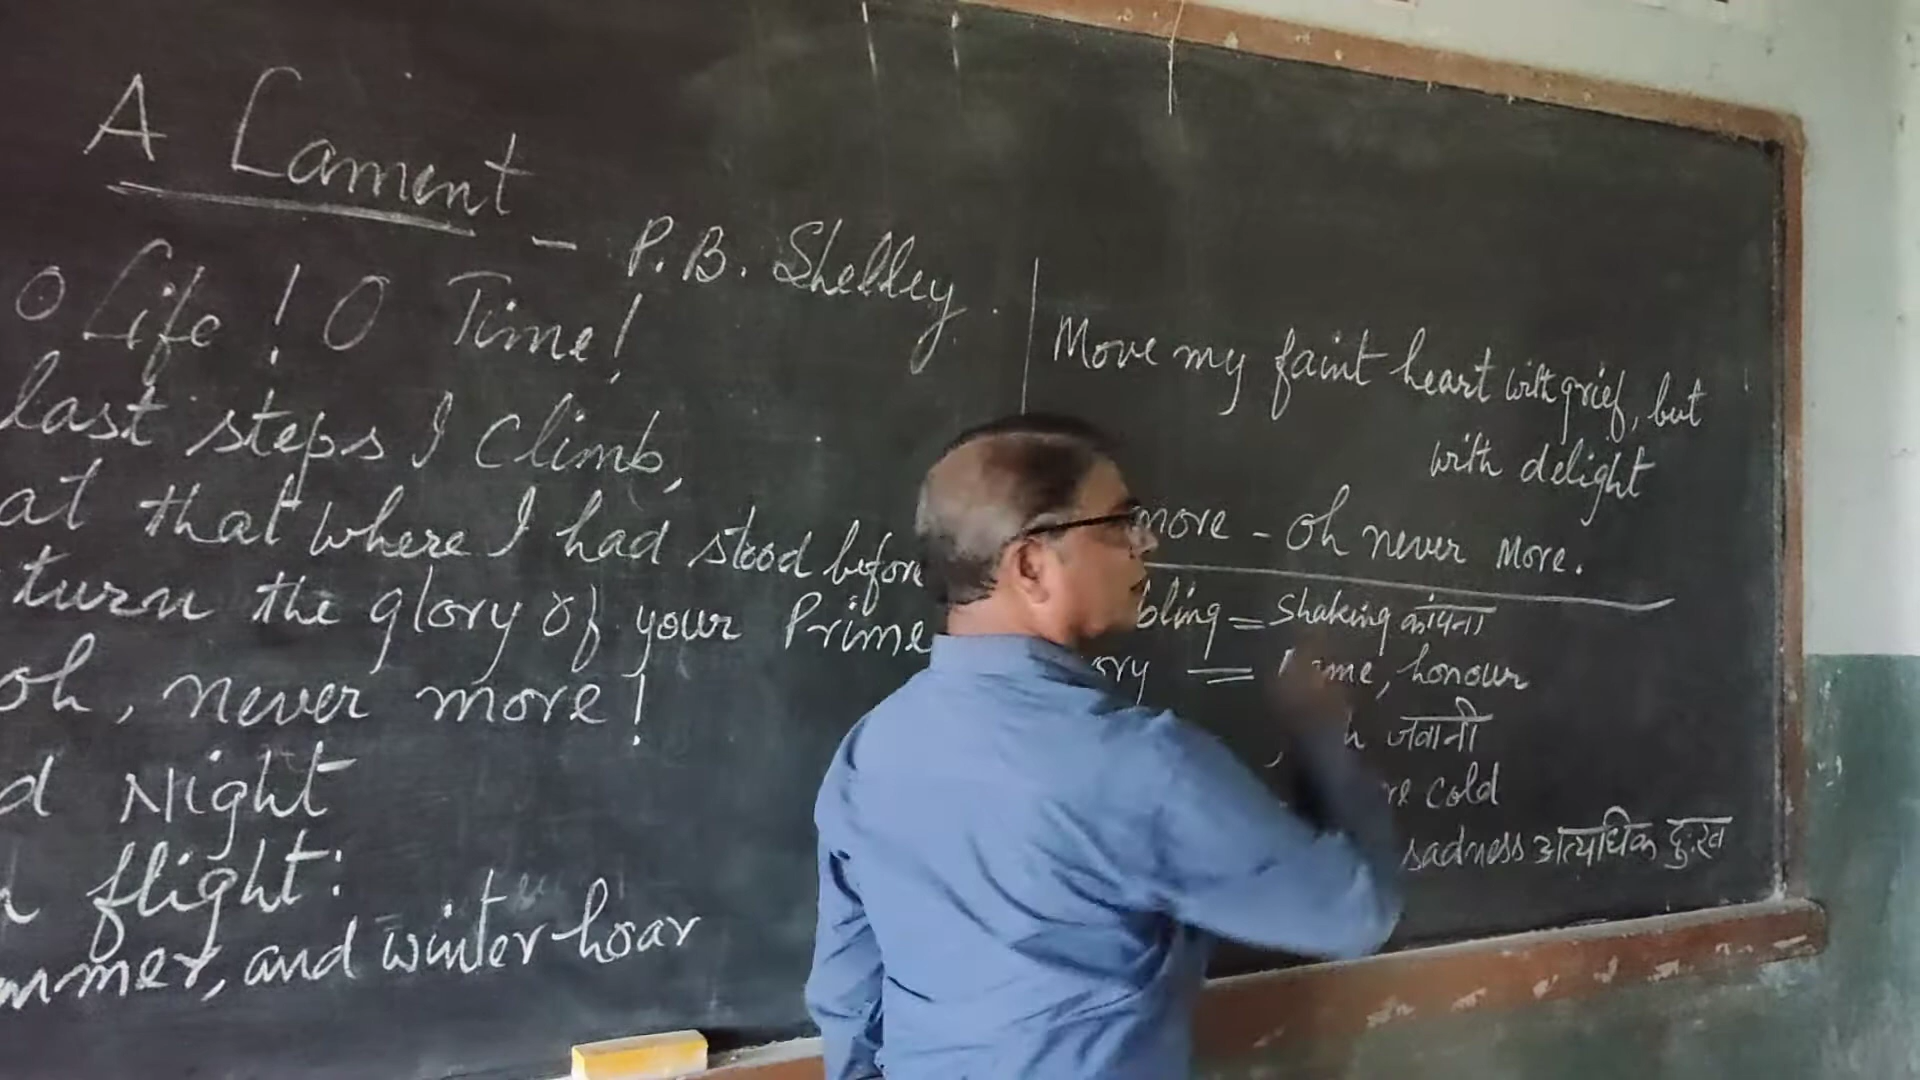 A Lament
- P. B. Shelley.
O Life! O Time!
last steps I Climb,
at that where I had stood before
turn the glory of your Prime
oh, never more!
d Night
flight:
mmer, and winter hoar
Move my faint heart with grief, but
with delight
more - oh never More.
bling = Shaking कांपना
ory = me, honour
जवानी
re cold
sadness अत्यधिक दुःख